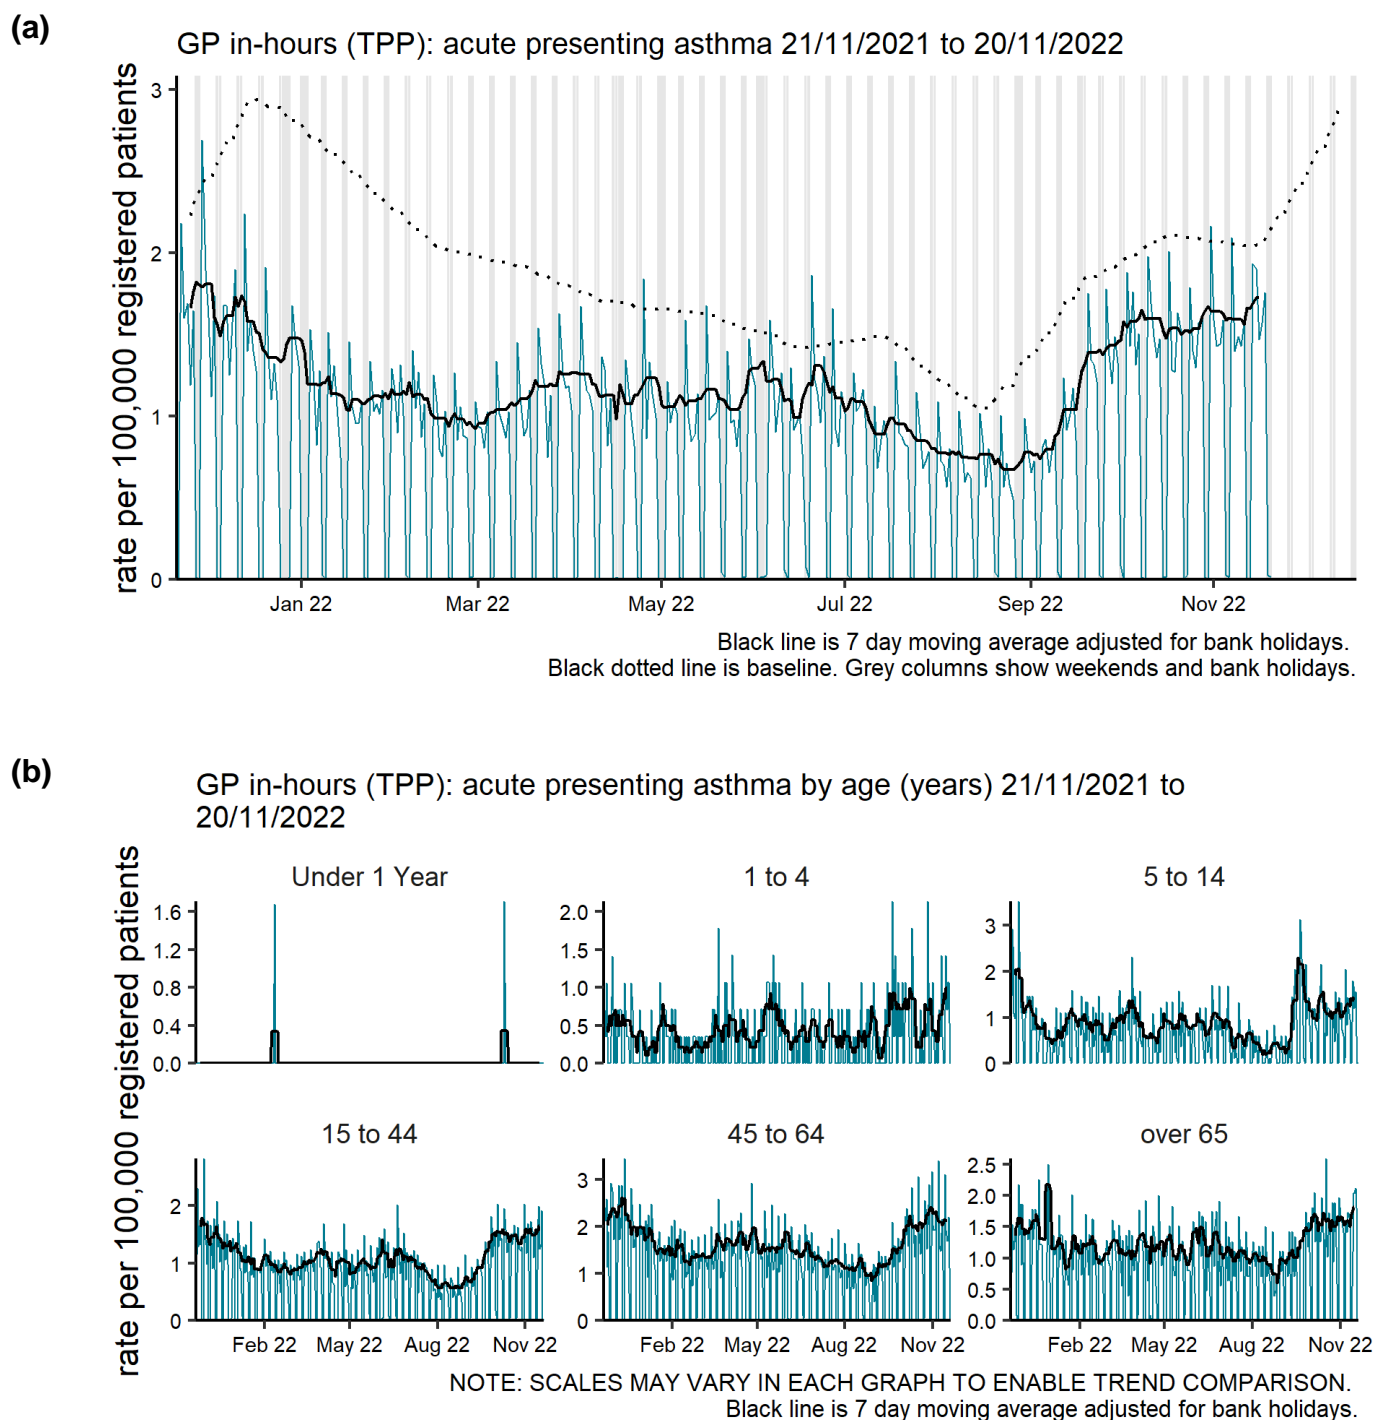 (a)
GP in-hours (TPP): acute presenting asthma 21/11/2021 to 20/11/2022
rate per 100,000 registered patients
3
2
1
0
Jan 22 Mar 22 May 22 Jul 22 Sep 22 Nov 22
Black line is 7 day moving average adjusted for bank holidays.
Black dotted line is baseline. Grey columns show weekends and bank holidays.
(b)
GP in-hours (TPP): acute presenting asthma by age (years) 21/11/2021 to
20/11/2022
rate per 100,000 registered patients
Under 1 Year
1.6
1.2
0.8
0.4
0.0
1 to 4
2.0
1.5
1.0
0.5
0.0
5 to 14
3
2
1
0
15 to 44
2
1
0
Feb 22 May 22 Aug 22 Nov 22
45 to 64
3
2
1
0
Feb 22 May 22 Aug 22 Nov 22
over 65
2.5
2.0
1.5
1.0
0.5
0.0
Feb 22 May 22 Aug 22 Nov 22
NOTE: SCALES MAY VARY IN EACH GRAPH TO ENABLE TREND COMPARISON.
Black line is 7 day moving average adjusted for bank holidays.